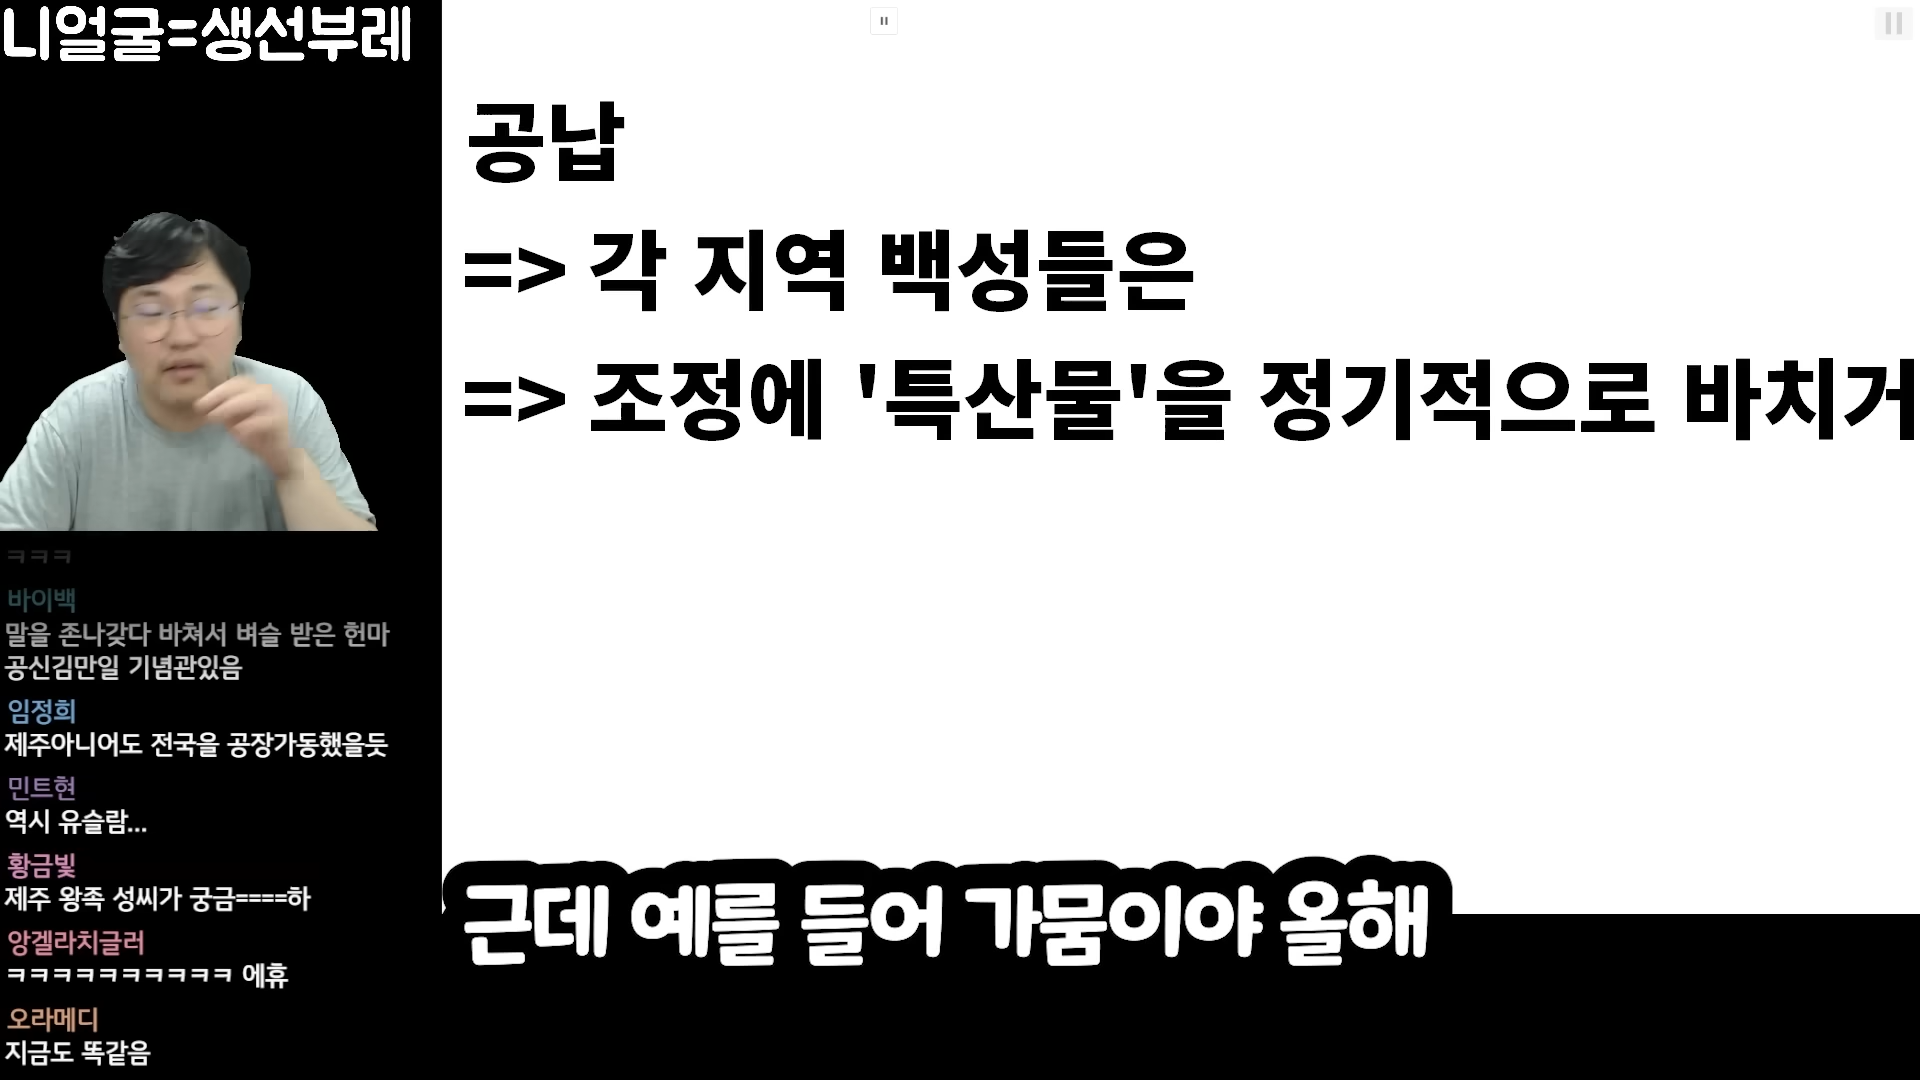 니얼굴=생선부레
공납
=> 각 지역 백성들은
=> 조정에 '특산물'을 정기적으로 바치거
ㅋㅋㅋ
바이백
말을 존나갖다 바쳐서 벼슬 받은 헌마
공신김만일 기념관있음
임정희
제주아니어도 전국을 공장가동했을듯
민트현
역시 유슬람...
황금빛
제주 왕족 성씨가 궁금====하
앙겔라치글러
ㅋㅋㅋㅋㅋㅋㅋㅋㅋㅋ 에휴
오라메디
지금도 똑같음
근데 예를 들어 가뭄이야 올해